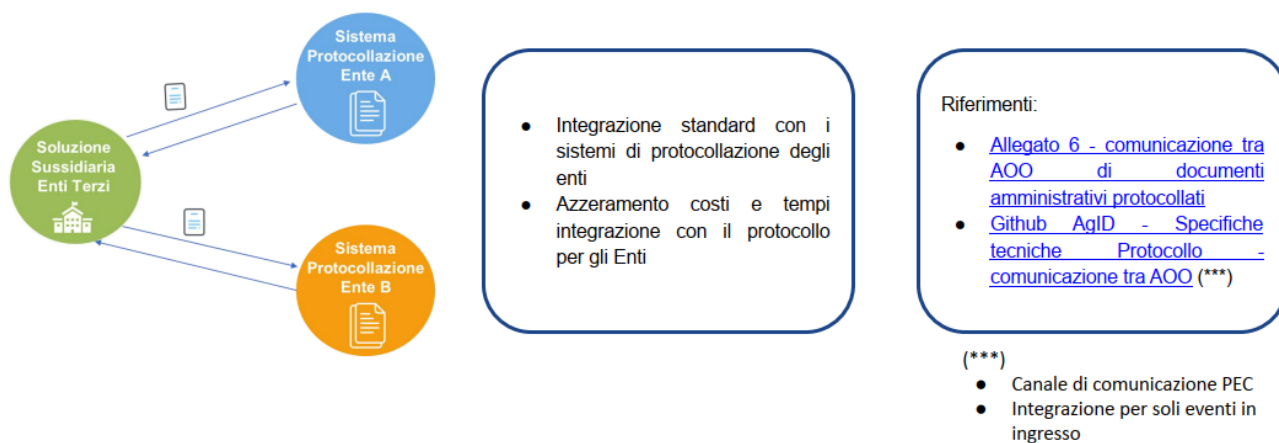 Sistema
Protocollazione
Ente A
Soluzione
Sussidiaria
Enti Terzi
Sistema
Protocollazione
Ente B
● Integrazione standard con i
sistemi di protocollazione degli
enti
● Azzeramento costi e tempi
integrazione con il protocollo
per gli Enti
Riferimenti:
● Allegato 6 - comunicazione tra
AOO di documenti
amministrativi protocollati
● Github AgID - Specifiche
tecniche Protocollo -
comunicazione tra AOO (***)
(***)
● Canale di comunicazione PEC
● Integrazione per soli eventi in
ingresso